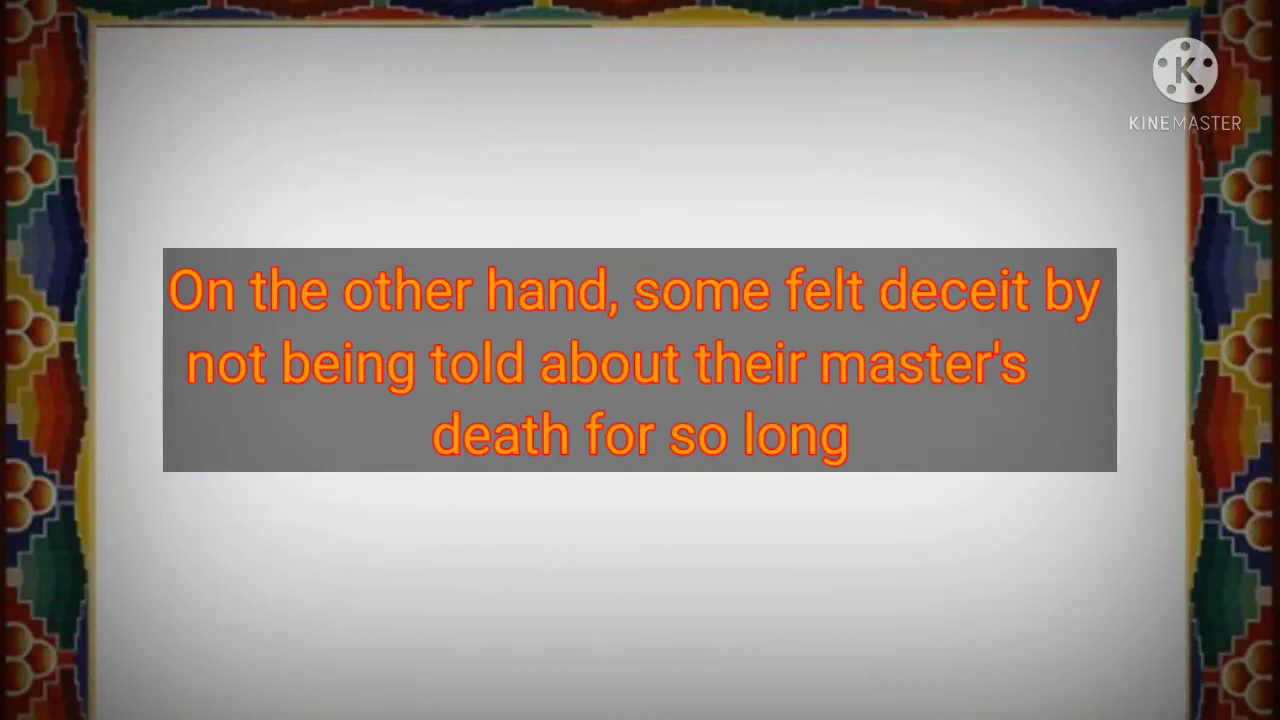 K
KINEMASTER
On the other hand, some felt deceit by
not being told about their master's
death for so long